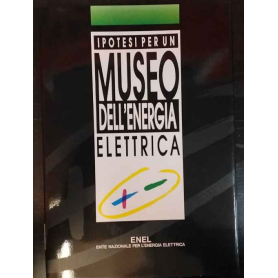 IPOTESI PER UN
MUSEO
DELL'ENERGIA
ELETTRICA
ENEL
ENTE NAZIONALE PER L'ENERGIA ELETTRICA